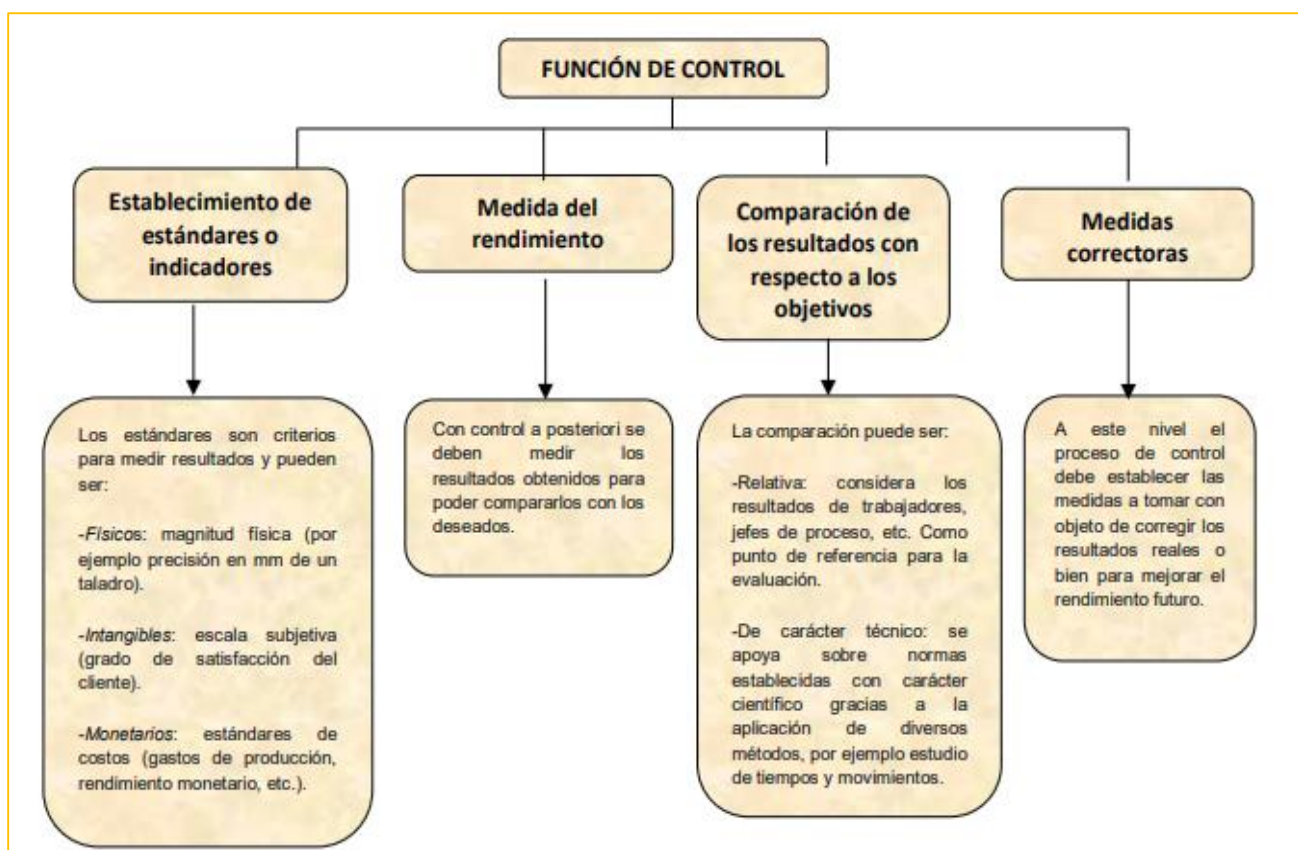 FUNCIÓN DE CONTROL
Establecimiento de
estándares o
indicadores
Medida del
rendimiento
Comparación de
los resultados con
respecto a los
objetivos
Medidas
correctoras
Los estándares son criterios
para medir resultados y pueden
ser:
-Físicos: magnitud física (por
ejemplo precisión en mm de un
taladro).
-Intangibles: escala subjetiva
(grado de satisfacción del
cliente).
-Monetarios: estándares de
costos (gastos de producción,
rendimiento monetario, etc.).
Con control a posteriori se
deben medir los
resultados obtenidos para
poder compararlos con los
deseados.
La comparación puede ser:
-Relativa: considera los
resultados de trabajadores,
jefes de proceso, etc. Como
punto de referencia para la
evaluación.
-De carácter técnico: se
apoya sobre normas
establecidas con carácter
científico gracias a la
aplicación de diversos
métodos, por ejemplo estudio
de tiempos y movimientos.
A este nivel el
proceso de control
debe establecer las
medidas a tomar con
objeto de corregir los
resultados reales o
bien para mejorar el
rendimiento futuro.